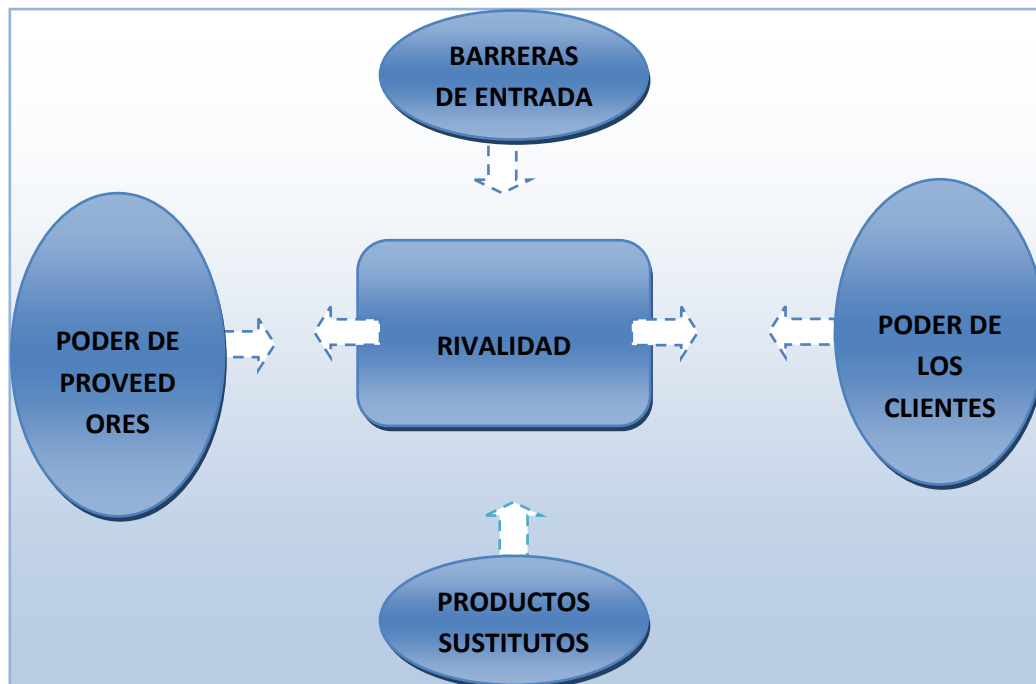 BARRERAS
DE ENTRADA
PODER DE
PROVEED
ORES
RIVALIDAD
PODER DE
LOS
CLIENTES
PRODUCTOS
SUSTITUTOS